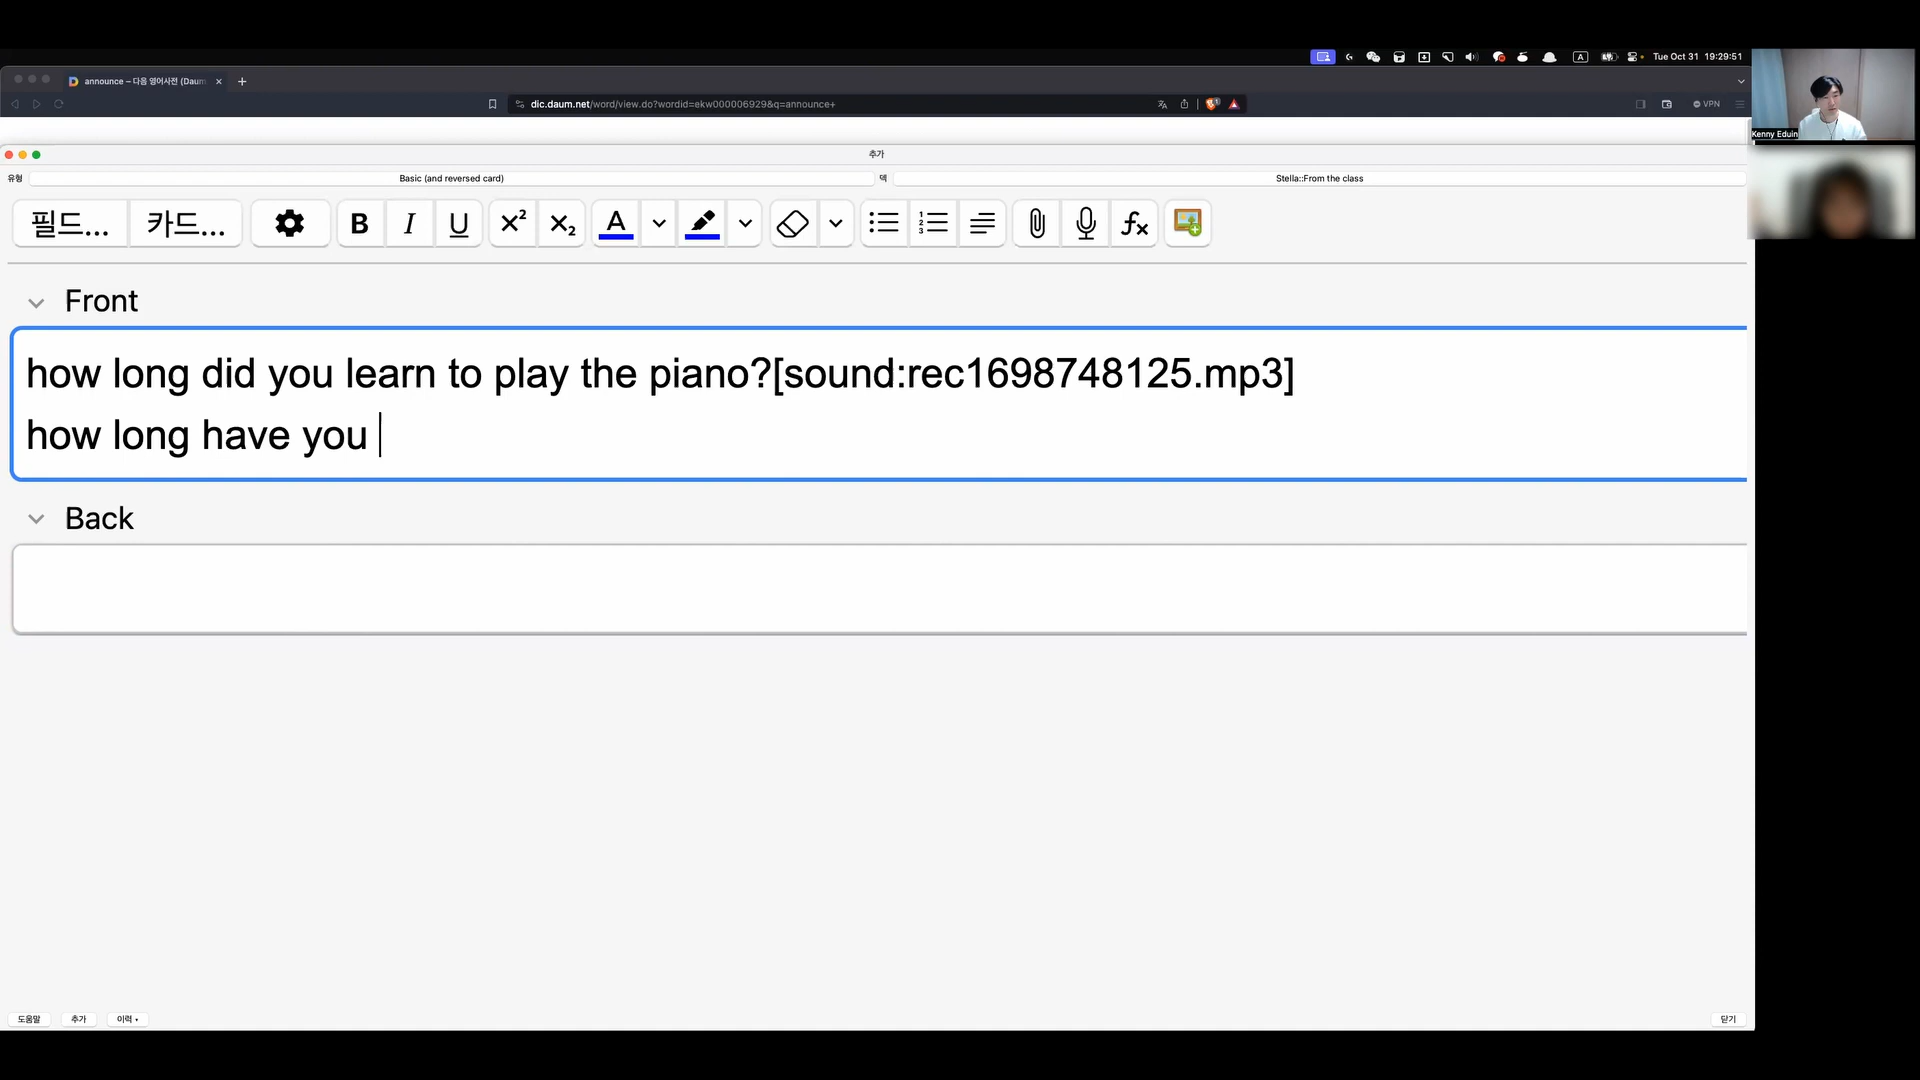 Tue Oct 31 19:29:51
announce – 다음 영어사전 (Daum
dic.daum.net/word/view.do?wordid=ekw000006929&q=announce+
VPN
Kenny Eduin
추가
유형
Basic (and reversed card)
덱
Stella::From the class
필드...
카드...
Front
how long did you learn to play the piano?[sound:rec1698748125.mp3]
how long have you
Back
도움말
추가
이력
닫기